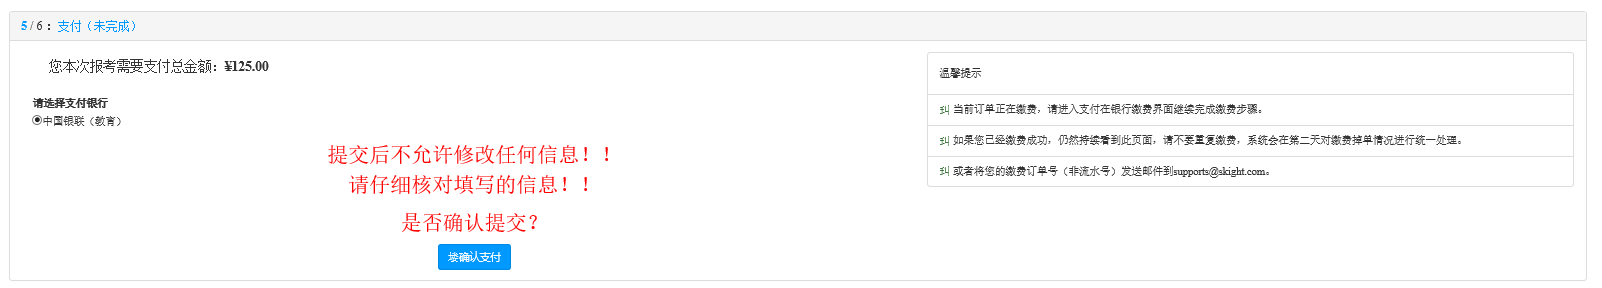 5 / 6 : 支付（未完成）
您本次报考需要支付总金额：¥125.00
请选择支付银行
中国银联（教育）
提交后不允许修改任何信息！！
请仔细核对填写的信息！！
是否确认提交？
堎确认支付
温馨提示
糾 当前订单正在缴费，请进入支付在银行缴费界面继续完成缴费步骤。
糾 如果您已经缴费成功，仍然持续看到此页面，请不要重复缴费，系统会在第二天对缴费掉单情况进行统一处理。
糾 或者将您的缴费订单号（非流水号）发送邮件到supports@skight.com。